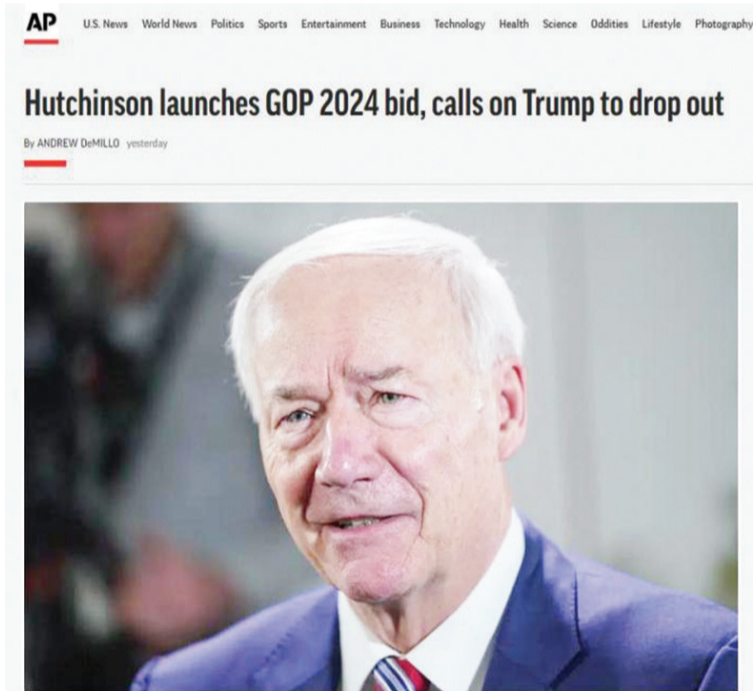 AP U.S. News World News Politics Sports Entertainment Business Technology Health Science Oddities Lifestyle Photography
Hutchinson launches GOP 2024 bid, calls on Trump to drop out
By ANDREW DeMILLO yesterday